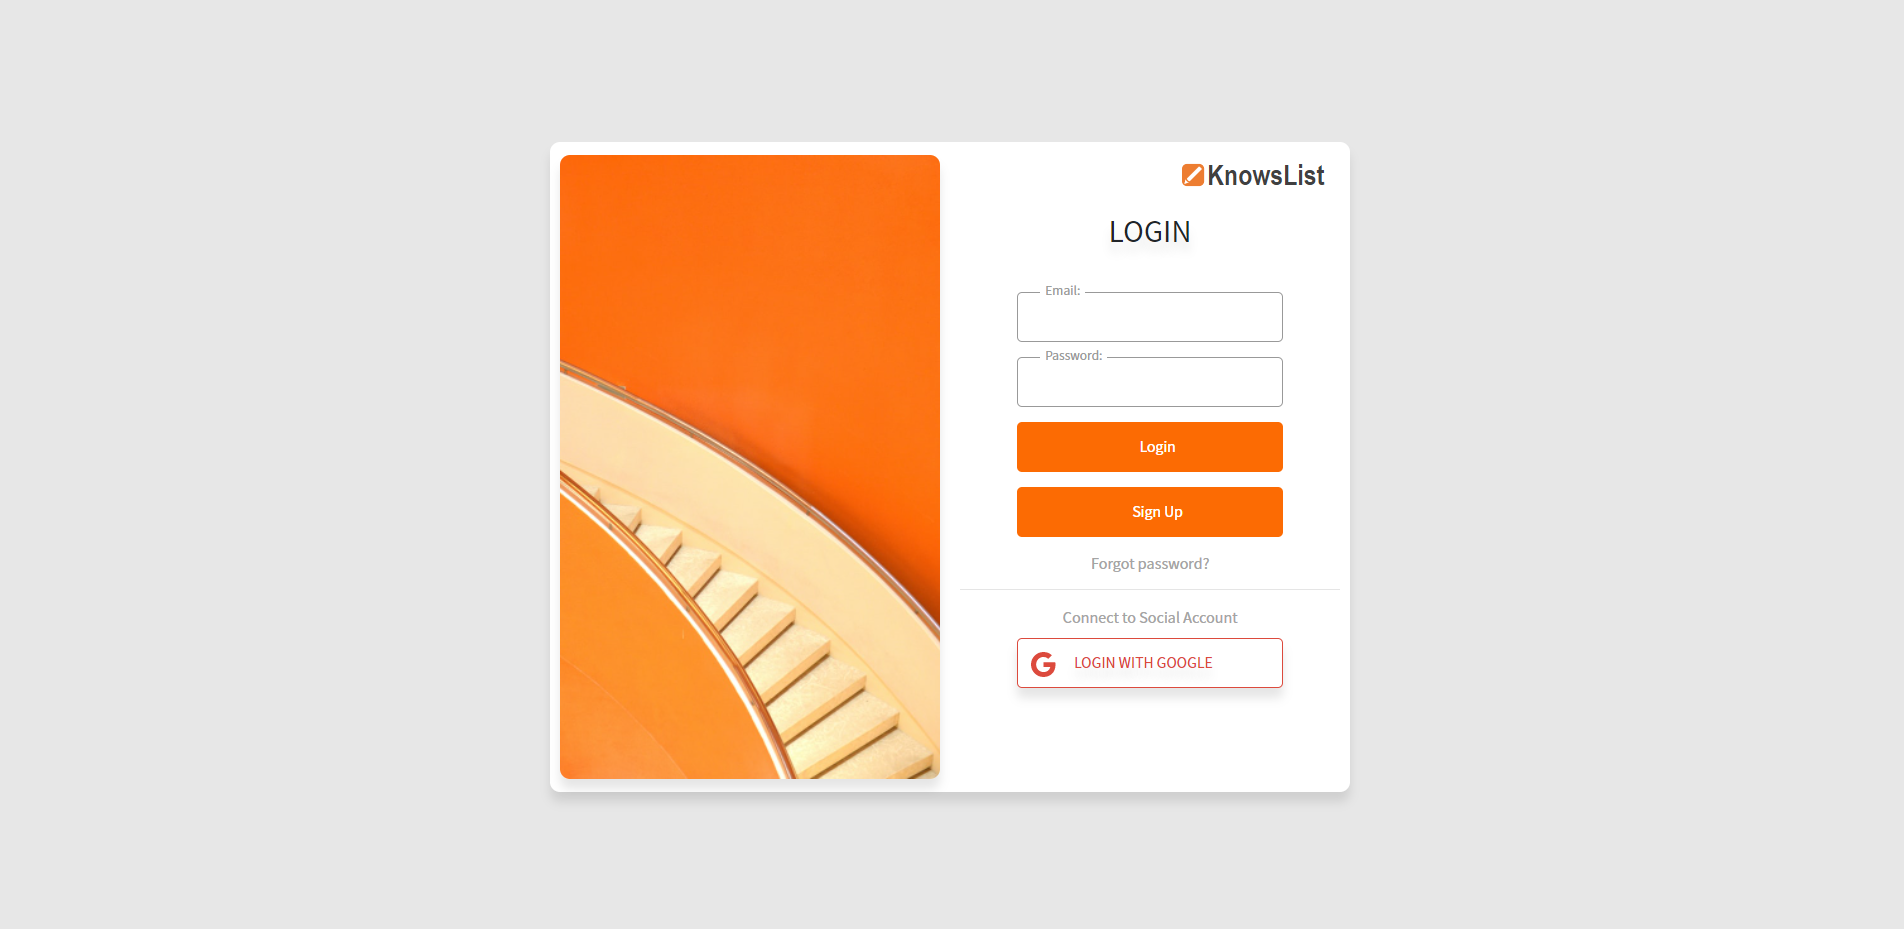 KnowsList
LOGIN
Email:
Password:
Login
Sign Up
Forgot password?
Connect to Social Account
LOGIN WITH GOOGLE